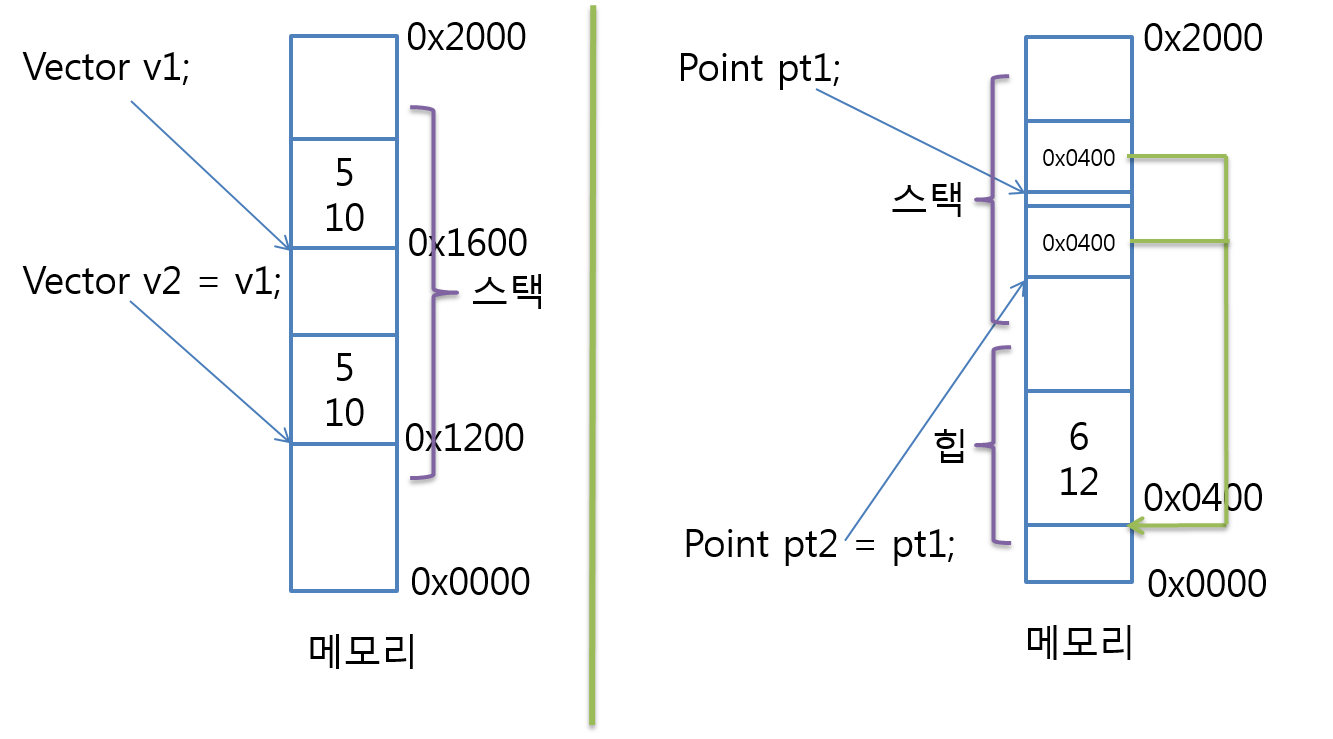 Vector v1;
0x2000
5
10
0x1600
Vector v2 = v1;
스택
5
10
0x1200
0x0000
메모리
Point pt1;
0x2000
0x0400
스택
0x0400
힙
6
12
0x0400
Point pt2 = pt1;
0x0000
메모리